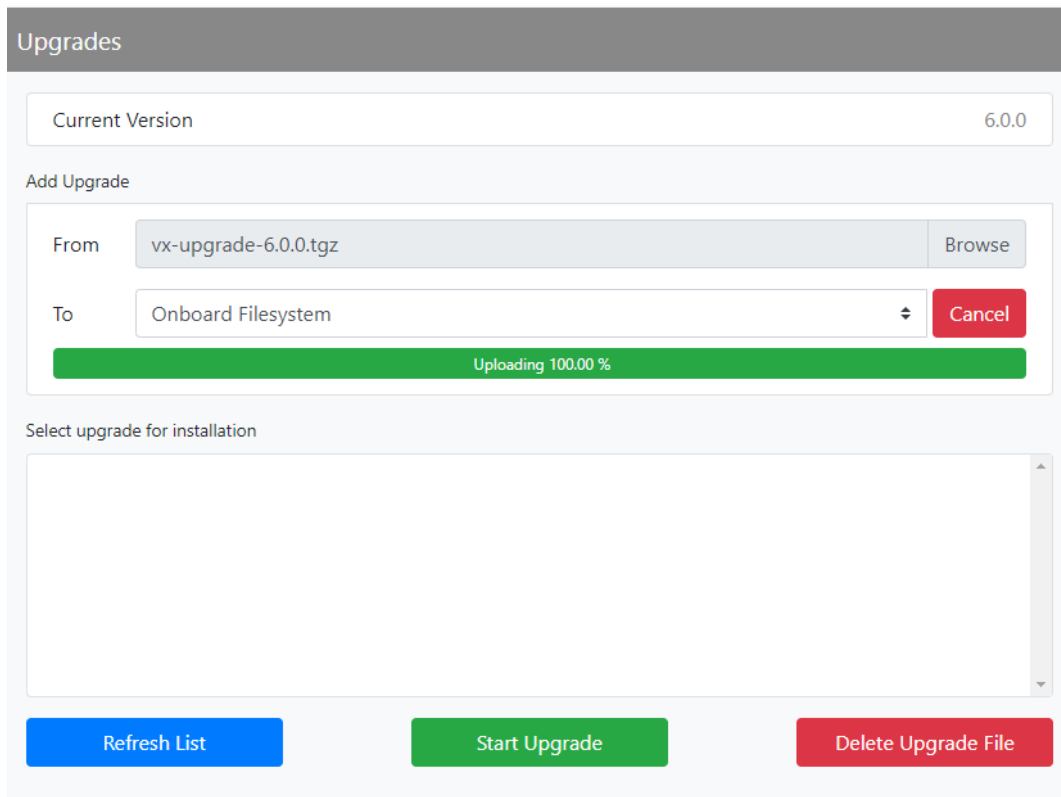 Upgrades
Current Version 6.0.0
Add Upgrade
From vx-upgrade-6.0.0.tgz Browse
To Onboard Filesystem Cancel
Uploading 100.00 %
Select upgrade for installation
Refresh List Start Upgrade Delete Upgrade File